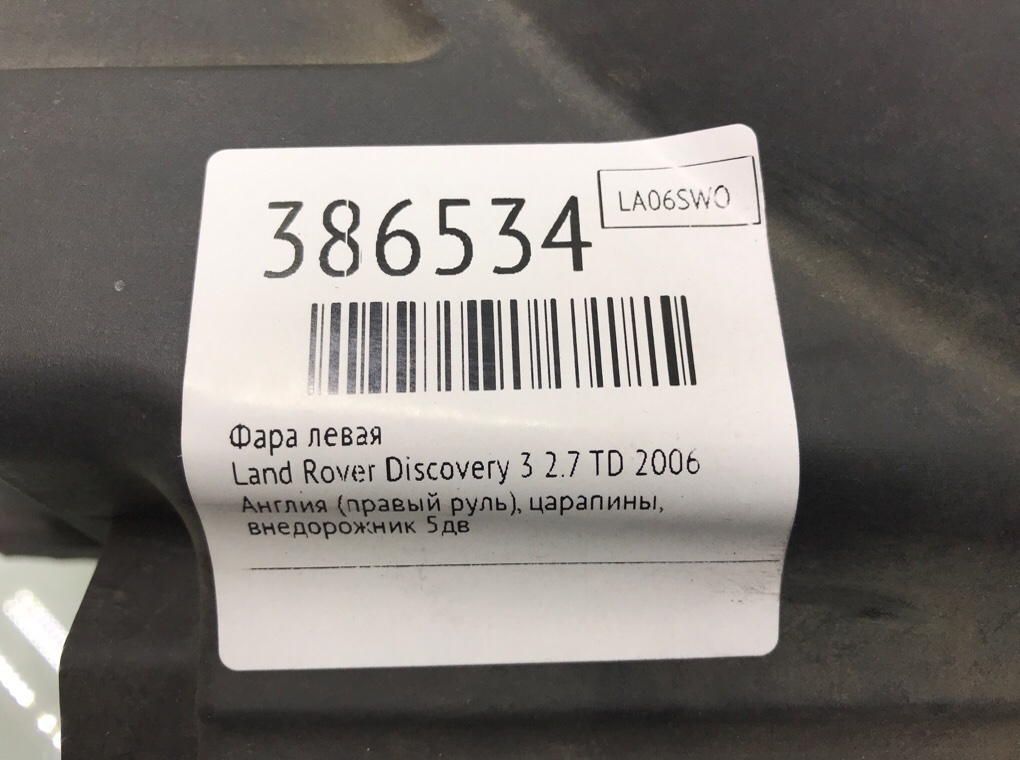 386534
LA06SWO
Фара левая
Land Rover Discovery 3 2.7 TD 2006
Англия (правый руль), царапины,
внедорожник 5дв